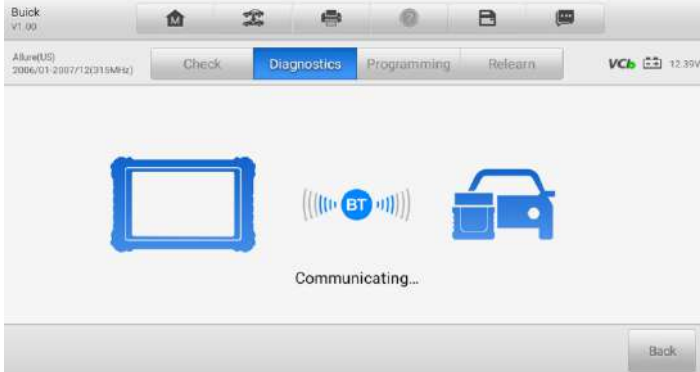 Buick
V1.00
Allure(US)
2006/01-2007/12(315MHz)
Check
Diagnostics
Programming
Relearn
VCI
12.39V
BT
Communicating...
Back